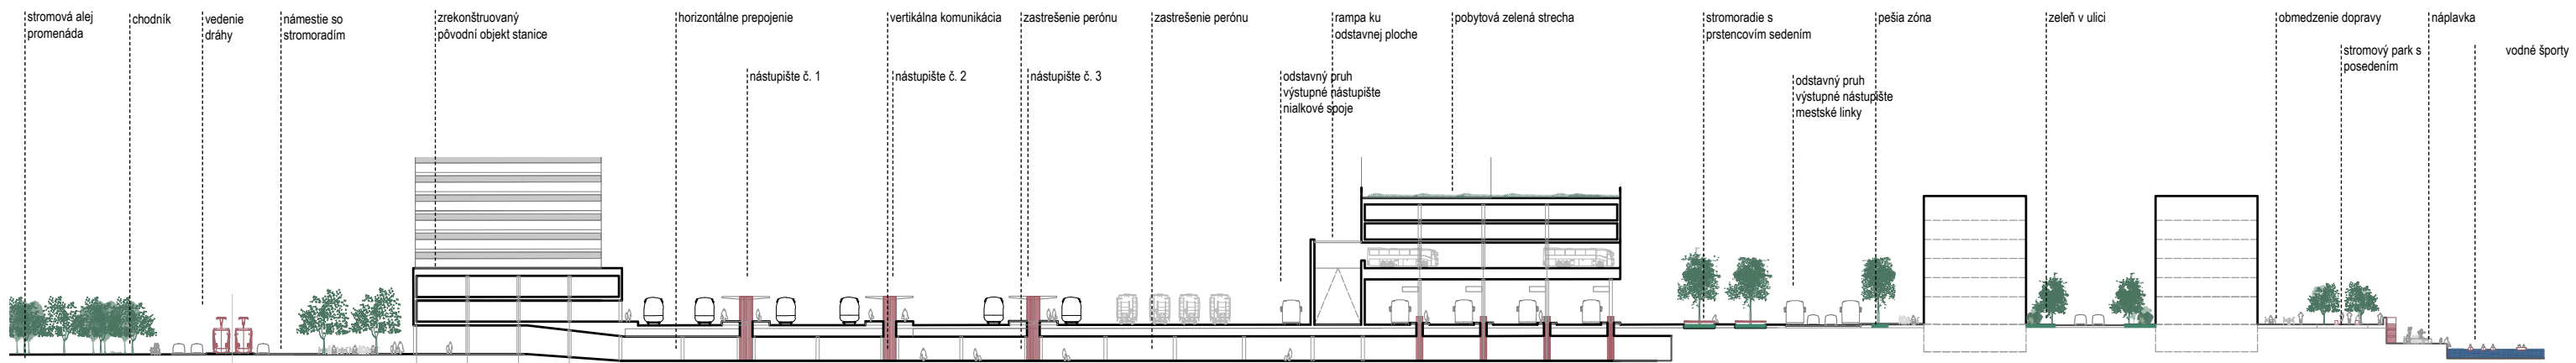 stromová alej
promenáda
chodník
vedenie
dráhy
námestie so
stromoradím
zrekonštruovaný
pôvodní objekt stanice
horizontálne prepojenie
nástupište č. 1
vertikálna komunikácia
nástupište č. 2
zastrešenie perónu
nástupište č. 3
zastrešenie perónu
odstavný pruh
výstupné nástupište
nialkové spoje
rampa ku
odstavnej ploche
pobytová zelená strecha
stromoradie s
prstencovím sedením
odstavný pruh
výstupné nástupište
mestské linky
pešia zóna
zeleň v ulici
obmedzenie dopravy
stromový park s
posedením
náplavka
vodné športy